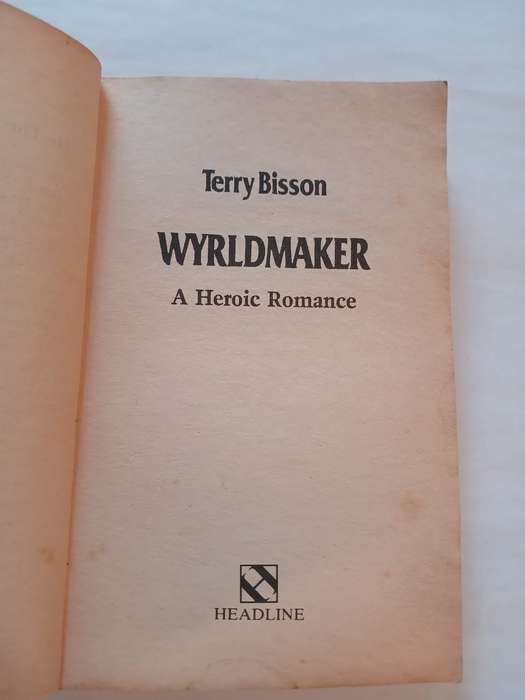 Terry Bisson
WYRLDMAKER
A Heroic Romance
HEADLINE